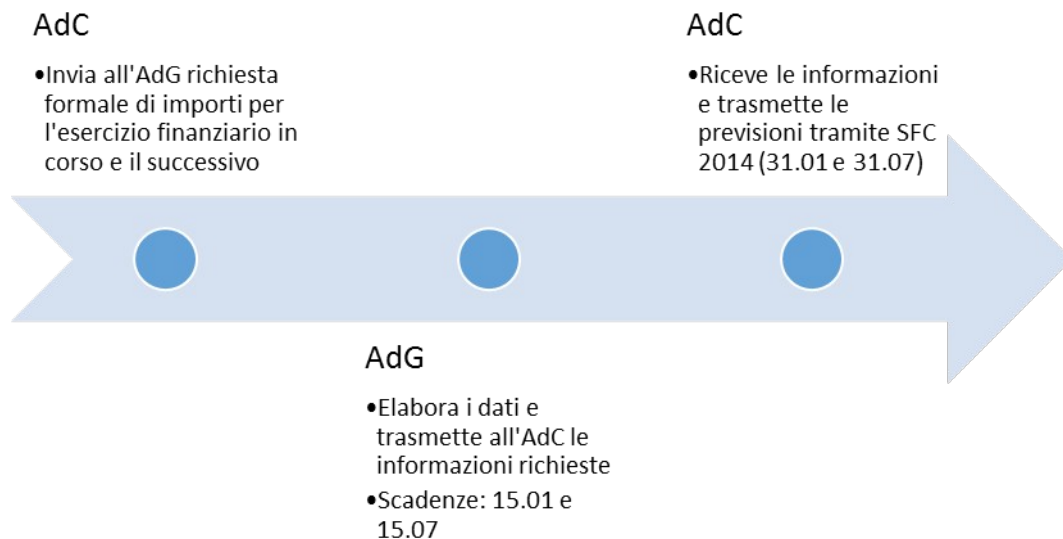 AdC
•Invia all'AdG richiesta
formale di importi per
l'esercizio finanziario in
corso e il successivo
AdG
•Elabora i dati e
trasmette all'AdC le
informazioni richieste
•Scadenze: 15.01 e
15.07
AdC
•Riceve le informazioni
e trasmette le
previsioni tramite SFC
2014 (31.01 e 31.07)